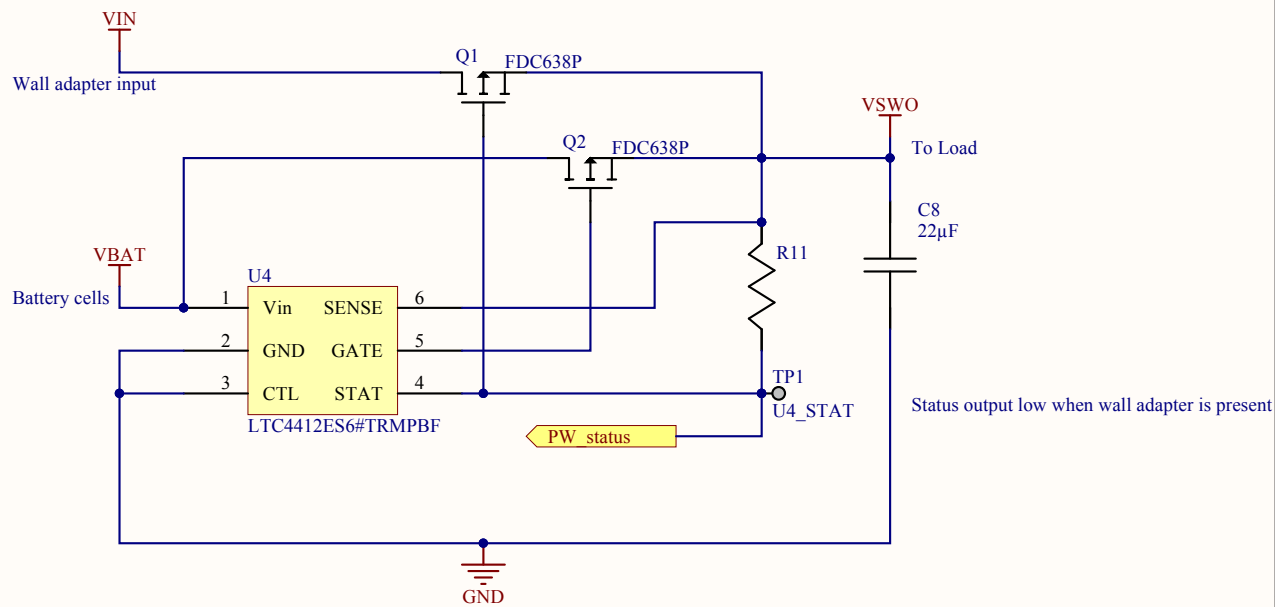 VIN
Wall adapter input
Q1
FDC638P
Q2
FDC638P
VSWO
To Load
C8
22µF
R11
VBAT
Battery cells
U4
1 Vin SENSE 6
2 GND GATE 5
3 CTL STAT 4
LTC4412ES6#TRMPBF
TP1
U4_STAT
PW_status
Status output low when wall adapter is present
GND